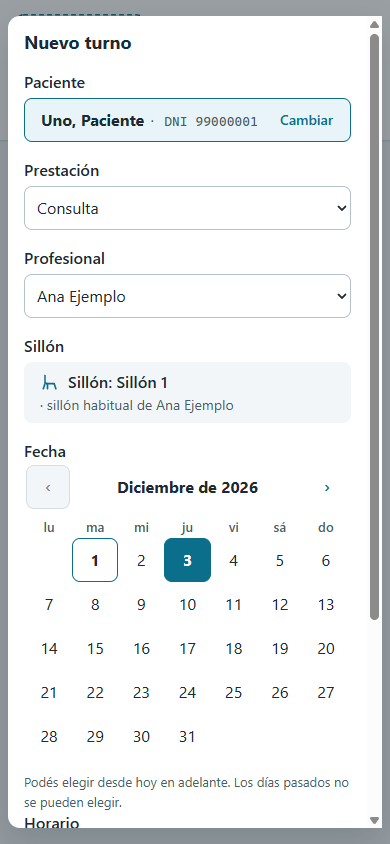 Nuevo turno
Paciente
Uno, Paciente · DNI 99000001 Cambiar
Prestación
Consulta
Profesional
Ana Ejemplo
Sillón
Sillón: Sillón 1
· sillón habitual de Ana Ejemplo
Fecha
‹ Diciembre de 2026 ›
lu ma mi ju vi sá do
1 2 3 4 5 6
7 8 9 10 11 12 13
14 15 16 17 18 19 20
21 22 23 24 25 26 27
28 29 30 31
Podés elegir desde hoy en adelante. Los días pasados no
se pueden elegir.
Horario